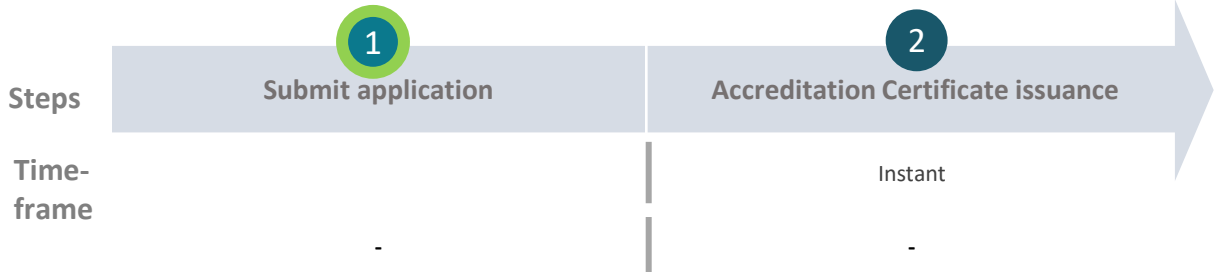 1
2
Steps
Submit application
Accreditation Certificate issuance
Time-
frame
Instant
-
-